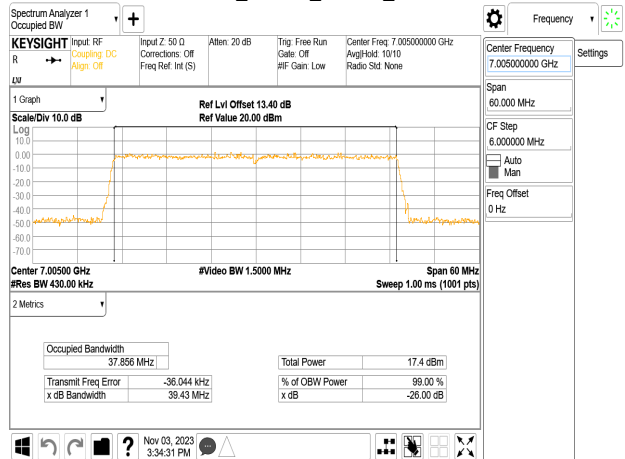 Spectrum Analyzer 1
Occupied BW
Frequency
KEYSIGHT
R
Input: RF
Coupling: DC
Align: Off
Input Z: 50 Ω
Corrections: Off
Freq Ref: Int (S)
Atten: 20 dB
Trig: Free Run
Gate: Off
#IF Gain: Low
Center Freq: 7.005000000 GHz
Avg|Hold: 10/10
Radio Std: None
Center Frequency
7.005000000 GHz
Settings
Span
60.000 MHz
CF Step
6.000000 MHz
Auto
Man
Freq Offset
0 Hz
1 Graph
Scale/Div 10.0 dB
Ref Lvl Offset 13.40 dB
Ref Value 20.00 dBm
Log
10.0
0.00
-10.0
-20.0
-30.0
-40.0
-50.0
-60.0
-70.0
Center 7.00500 GHz
#Video BW 1.5000 MHz
Span 60 MHz
#Res BW 430.00 kHz
Sweep 1.00 ms (1001 pts)
2 Metrics
Occupied Bandwidth
37.856 MHz
Total Power 17.4 dBm
Transmit Freq Error -36.044 kHz
% of OBW Power 99.00 %
x dB Bandwidth 39.43 MHz
x dB -26.00 dB
?
Nov 03, 2023
3:34:31 PM